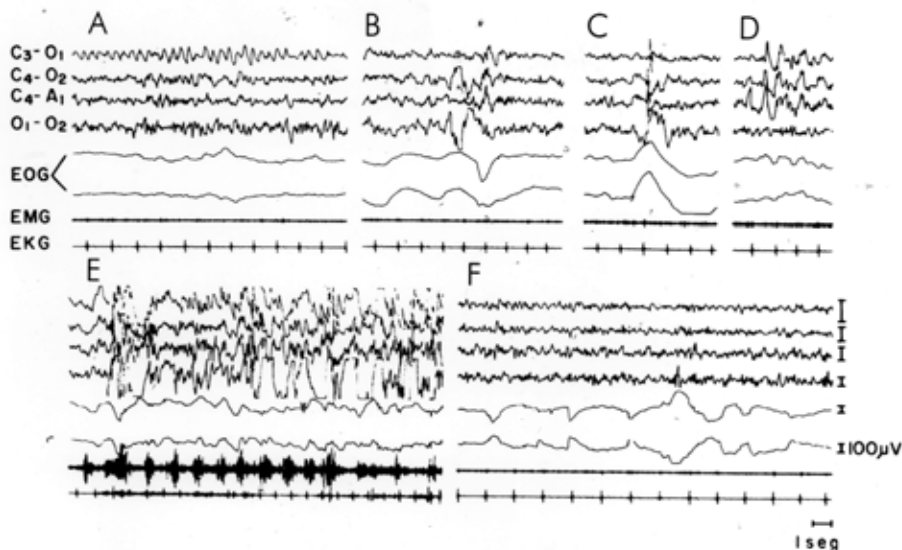 A B C D
C3-O1
C4-O2
C4-A1
O1-O2
EOG
EMG
EKG
E F
100µV
1seg